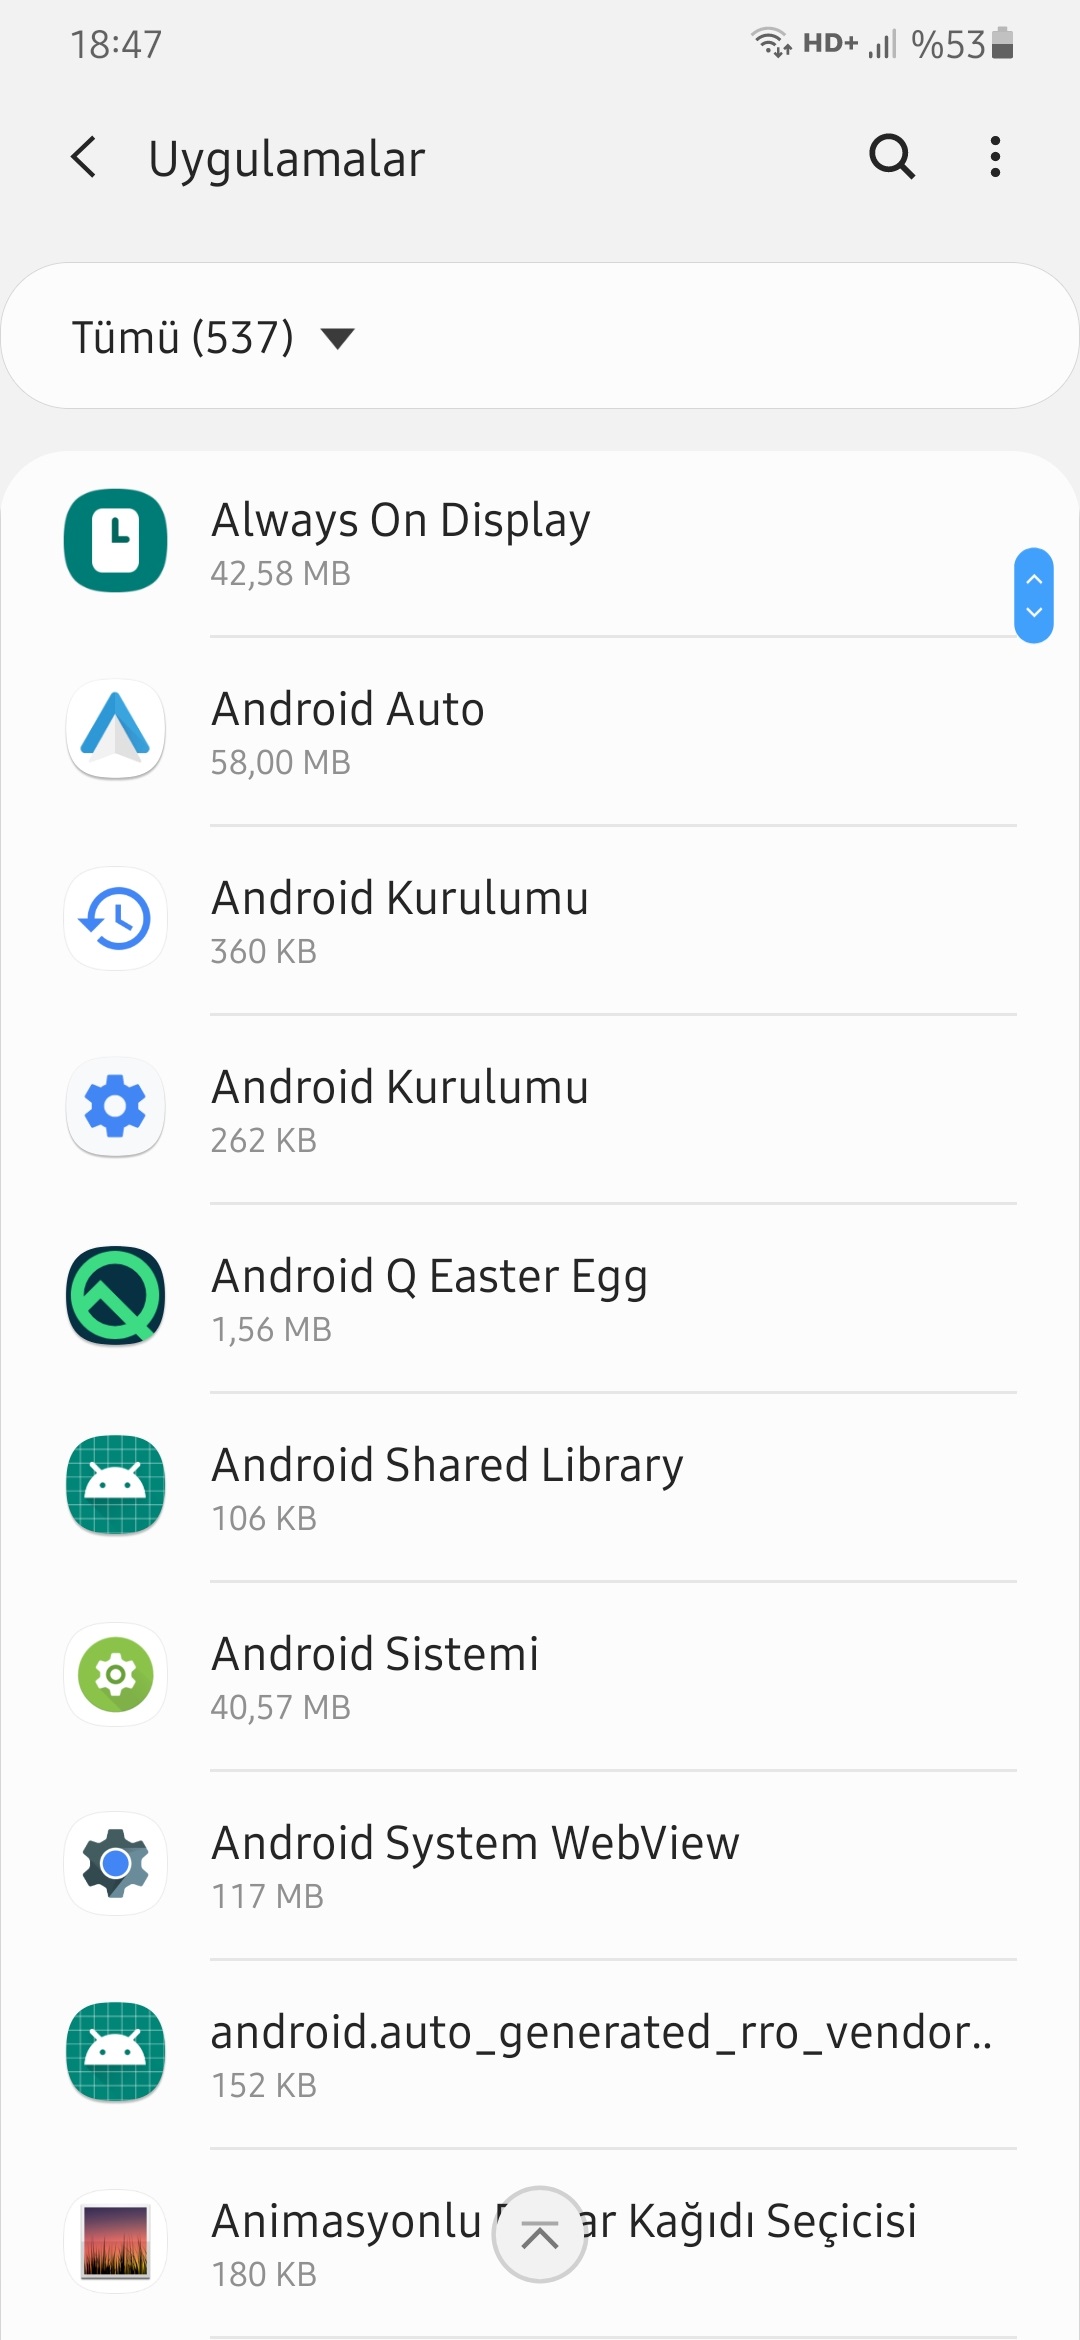 18:47
HD+ %53
Uygulamalar
Tümü (537)
Always On Display
42,58 MB
Android Auto
58,00 MB
Android Kurulumu
360 KB
Android Kurulumu
262 KB
Android Q Easter Egg
1,56 MB
Android Shared Library
106 KB
Android Sistemi
40,57 MB
Android System WebView
117 MB
android.auto_generated_rro_vendor..
152 KB
Animasyonlu Kağıdı Seçicisi
180 KB